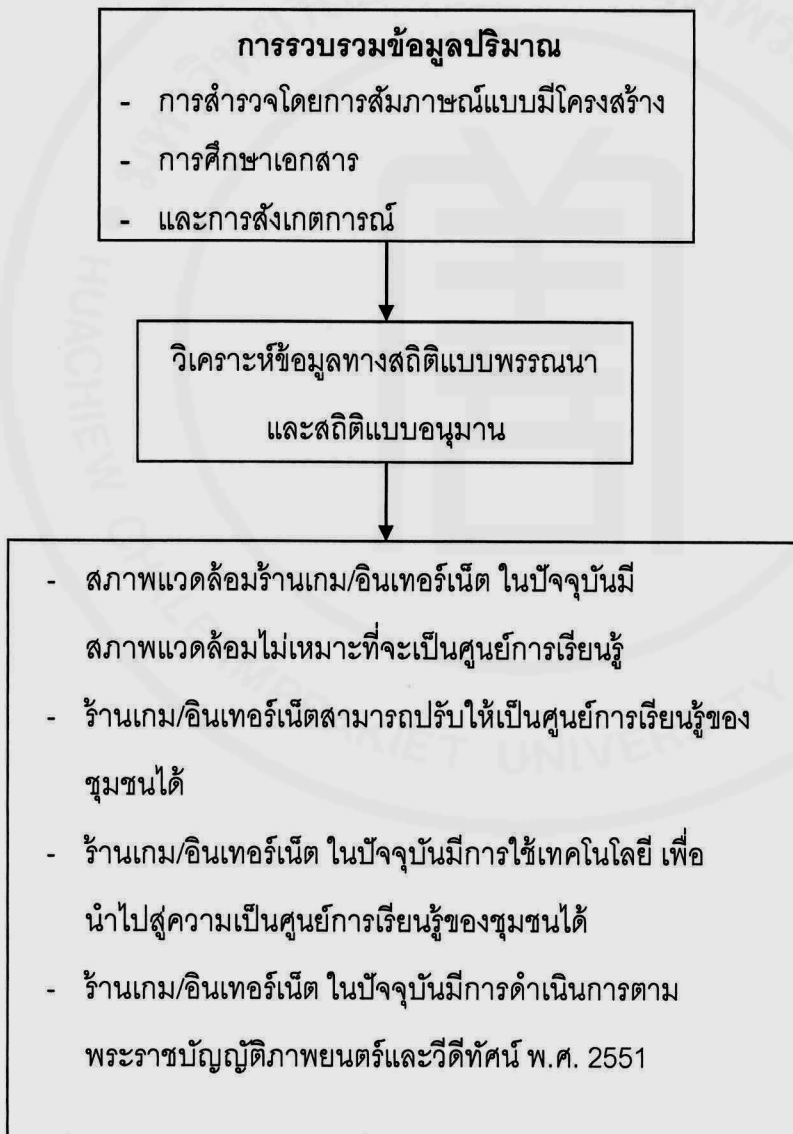 การรวบรวมข้อมูลปริมาณ
- การสำรวจโดยการสัมภาษณ์แบบมีโครงสร้าง
- การศึกษาเอกสาร
- และการสังเกตการณ์
วิเคราะห์ข้อมูลทางสถิติแบบพรรณนา
และสถิติแบบอนุมาน
- สภาพแวดล้อมร้านเกม/อินเทอร์เน็ต ในปัจจุบันมี
สภาพแวดล้อมไม่เหมาะที่จะเป็นศูนย์การเรียนรู้
- ร้านเกม/อินเทอร์เน็ตสามารถปรับให้เป็นศูนย์การเรียนรู้ของ
ชุมชนได้
- ร้านเกม/อินเทอร์เน็ต ในปัจจุบันมีการใช้เทคโนโลยี เพื่อ
นำไปสู่ความเป็นศูนย์การเรียนรู้ของชุมชนได้
- ร้านเกม/อินเทอร์เน็ต ในปัจจุบันมีการดำเนินการตาม
พระราชบัญญัติภาพยนตร์และวีดีทัศน์ พ.ศ. 2551
HUACHIEW CHALERMPRAKIET UNIVERSITY